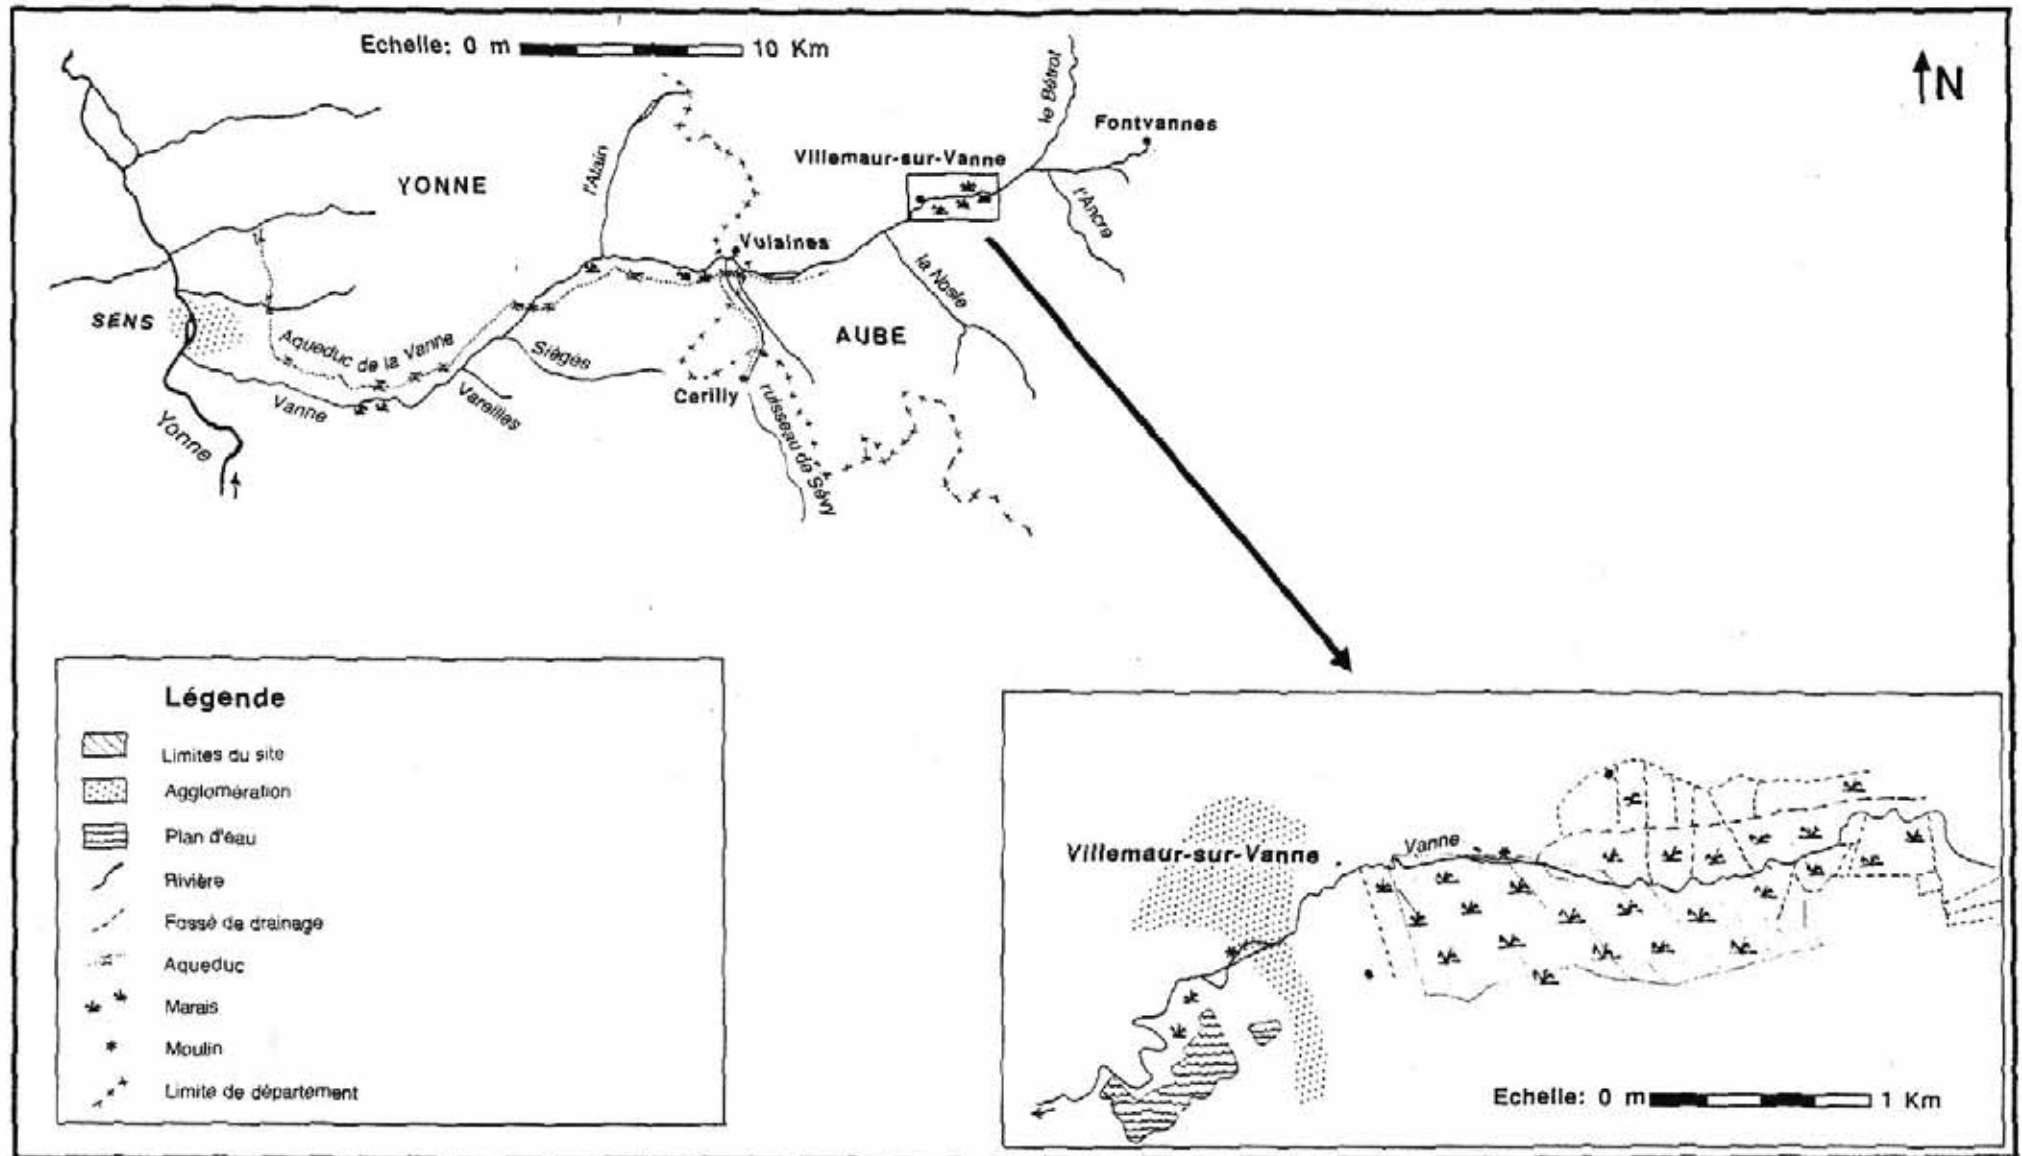 Echelle: 0 m 10 Km
N
le Bétrot
Fontvannes
Villemaur-sur-Vanne
l'Alain
YONNE
l'Ancre
Vulaines
la Nosle
SENS
AUBE
Aqueduc de la Vanne
Sièges
Cerilly
Vareilles
Vanne
ruisseau de Sévy
Yonne
Légende
Limites du site
Agglomération
Plan d'eau
Rivière
Fossé de drainage
Aqueduc
Marais
Moulin
Limite de département
Vanne
Villemaur-sur-Vanne
Echelle: 0 m 1 Km